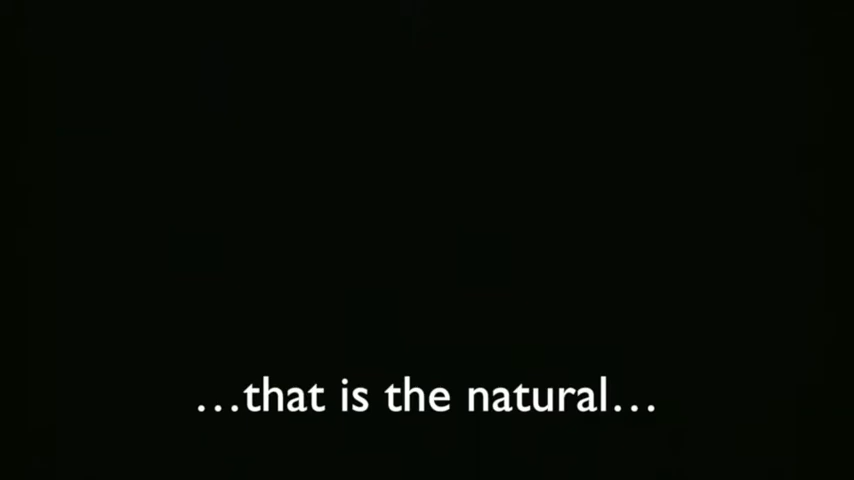 …that is the natural…